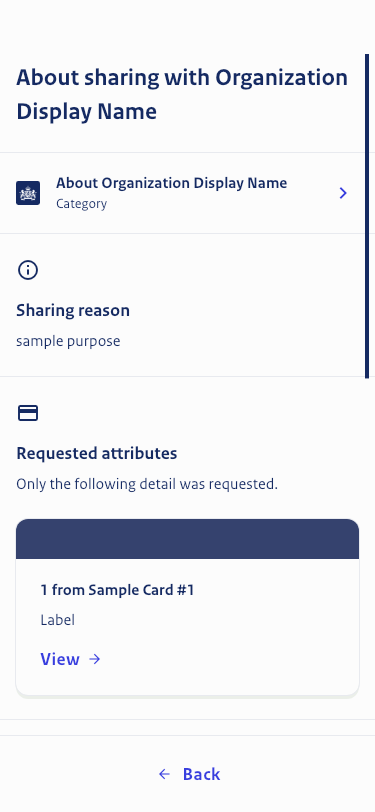 About sharing with Organization
Display Name
About Organization Display Name
Category
Sharing reason
sample purpose
Requested attributes
Only the following detail was requested.
1 from Sample Card #1
Label
View
Back